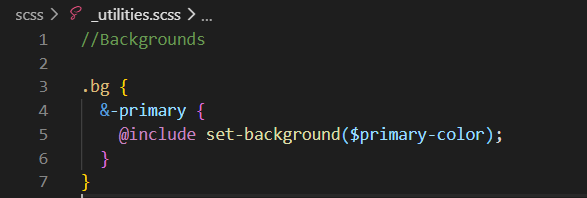 scss > _utilities.scss > ...
1 //Backgrounds
2
3 .bg {
4   &-primary {
5     @include set-background($primary-color);
6   }
7 }